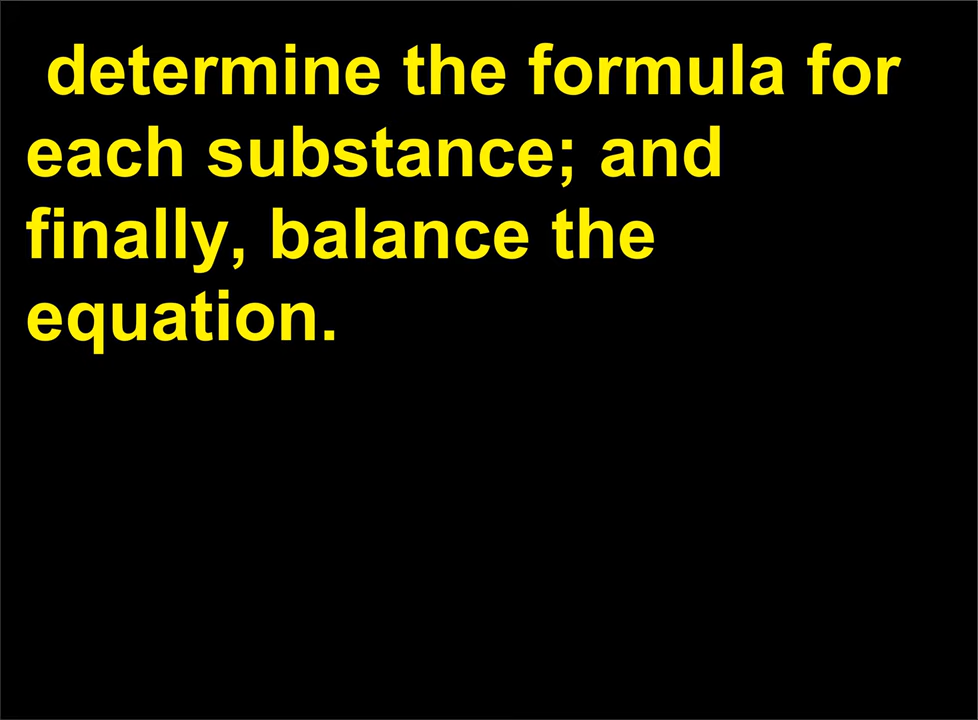 determine the formula for
each substance; and
finally, balance the
equation.